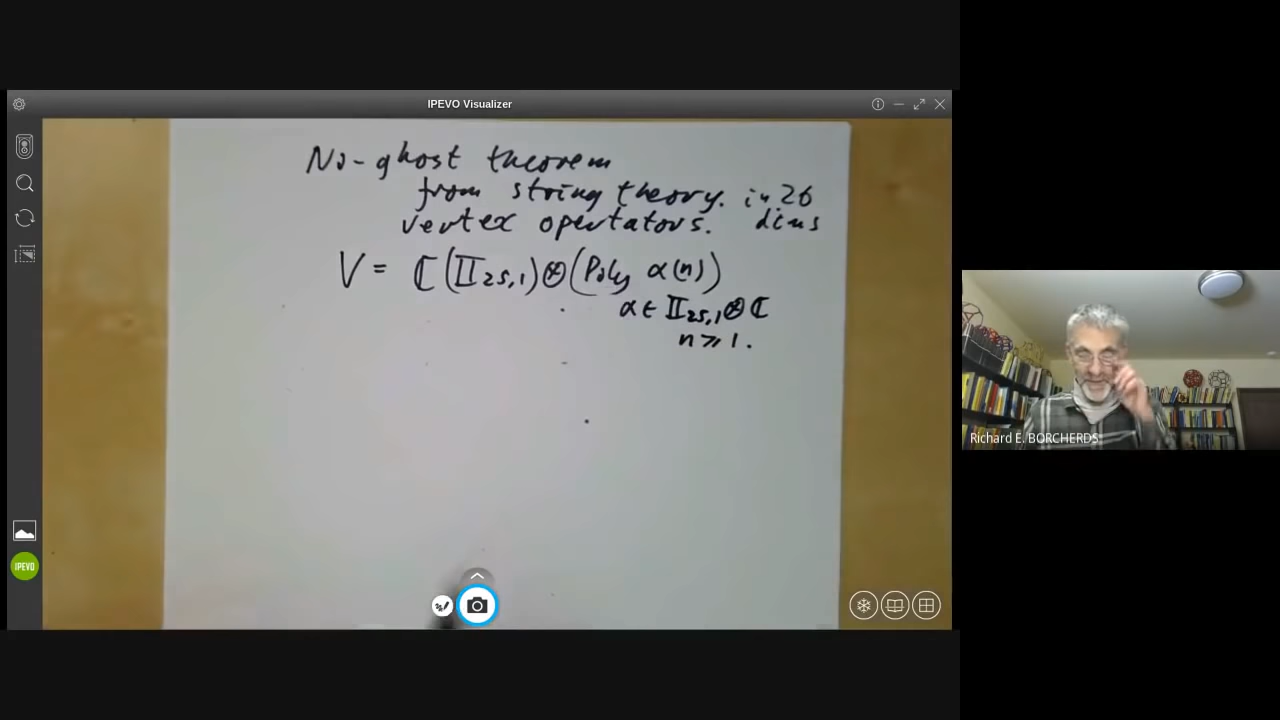 IPEVO Visualizer
No-ghost theorem
from string theory. in 26
vertex opertators. dims
V = ℂ(II₂₅,₁)⊗(Poly α(n))
α ∈ II₂₅,₁⊗ℂ
n ⩾ 1.
Richard E. BORCHERDS
IPEVO